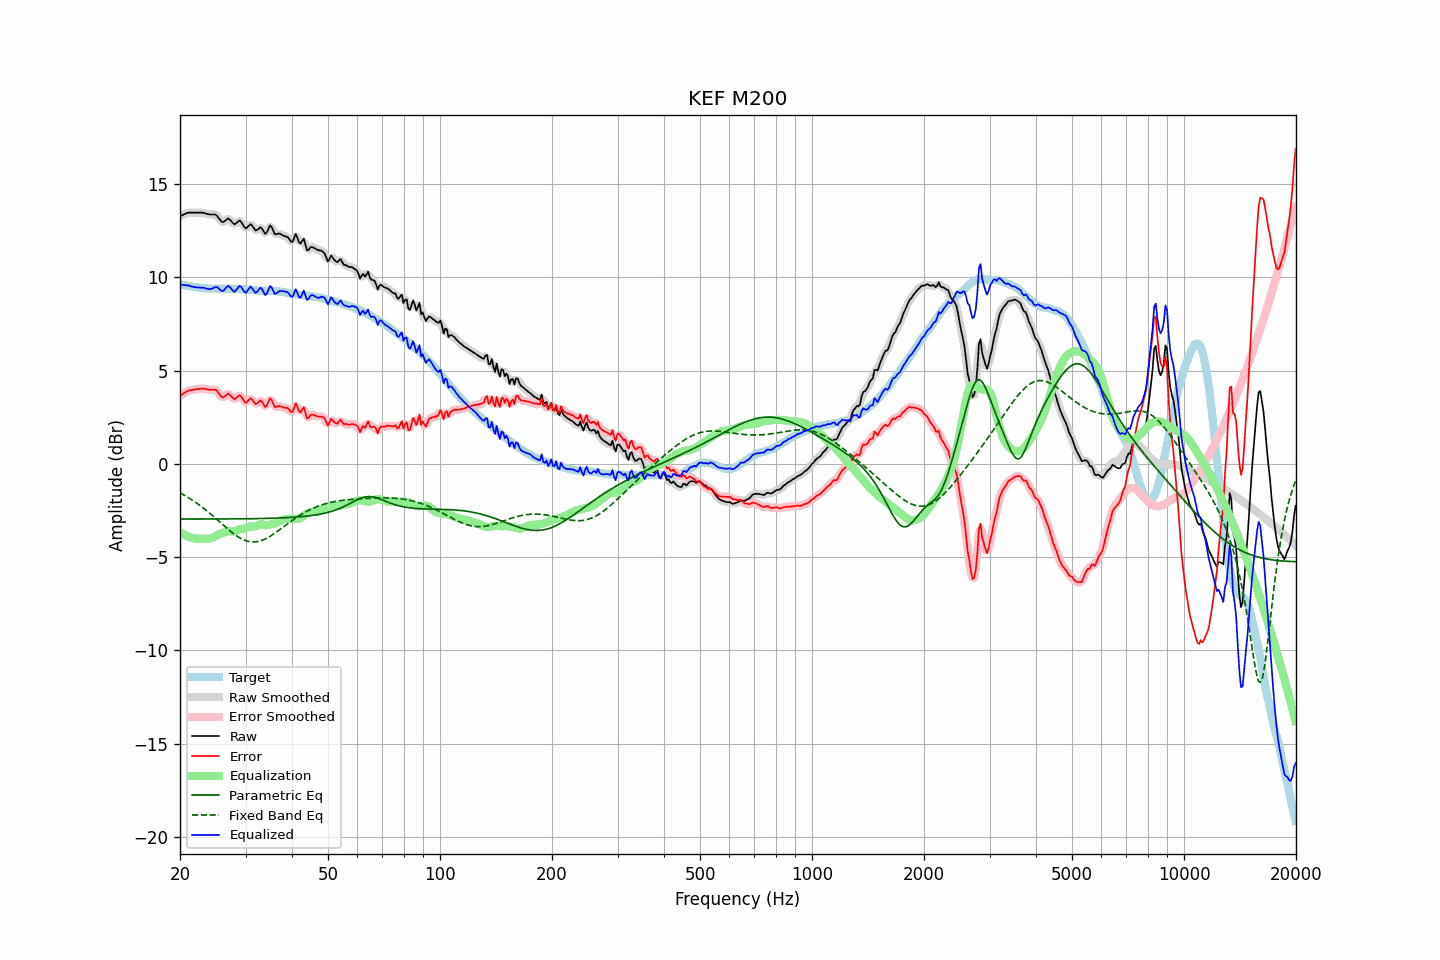 KEF M200
Amplitude (dBr)
15
10
5
0
−5
−10
−15
−20
Target
Raw Smoothed
Error Smoothed
Raw
Error
Equalization
Parametric Eq
Fixed Band Eq
Equalized
20 50 100 200 500 1000 2000 5000 10000 20000
Frequency (Hz)